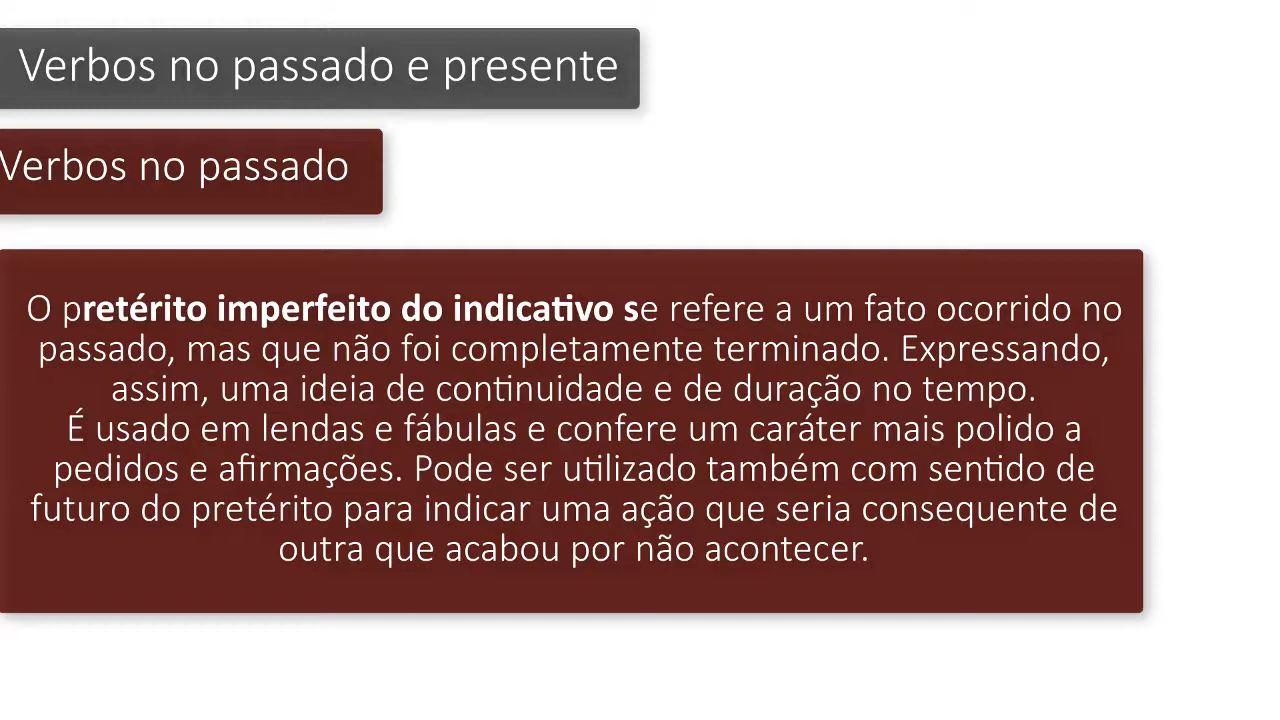 Verbos no passado e presente
Verbos no passado
O pretérito imperfeito do indicativo se refere a um fato ocorrido no
passado, mas que não foi completamente terminado. Expressando,
assim, uma ideia de continuidade e de duração no tempo.
É usado em lendas e fábulas e confere um caráter mais polido a
pedidos e afirmações. Pode ser utilizado também com sentido de
futuro do pretérito para indicar uma ação que seria consequente de
outra que acabou por não acontecer.